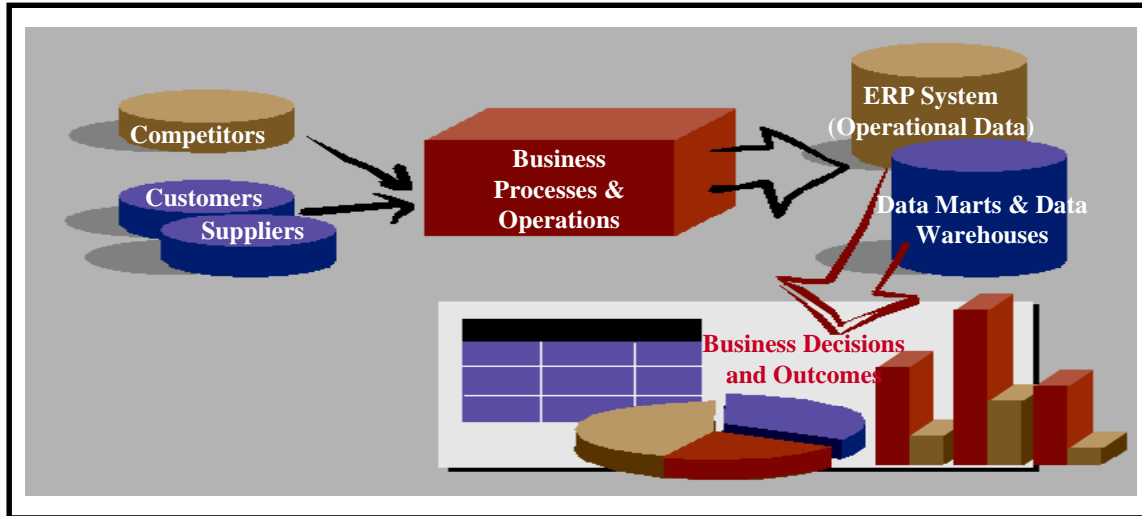 Competitors
Customers
Suppliers
Business
Processes &
Operations
ERP System
(Operational Data)
Data Marts & Data
Warehouses
Business Decisions
and Outcomes